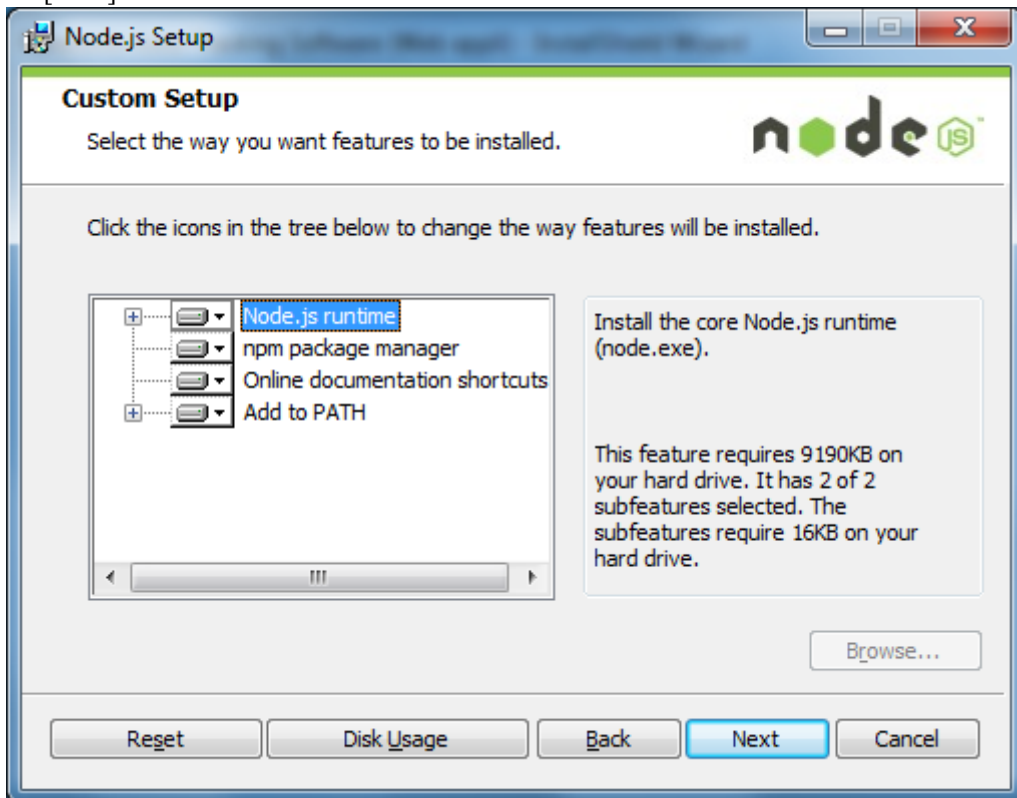 Node.js Setup
Custom Setup
Select the way you want features to be installed.
node JS
Click the icons in the tree below to change the way features will be installed.
Node.js runtime
npm package manager
Online documentation shortcuts
Add to PATH
Install the core Node.js runtime
(node.exe).
This feature requires 9190KB on
your hard drive. It has 2 of 2
subfeatures selected. The
subfeatures require 16KB on your
hard drive.
Browse...
Reset
Disk Usage
Back
Next
Cancel